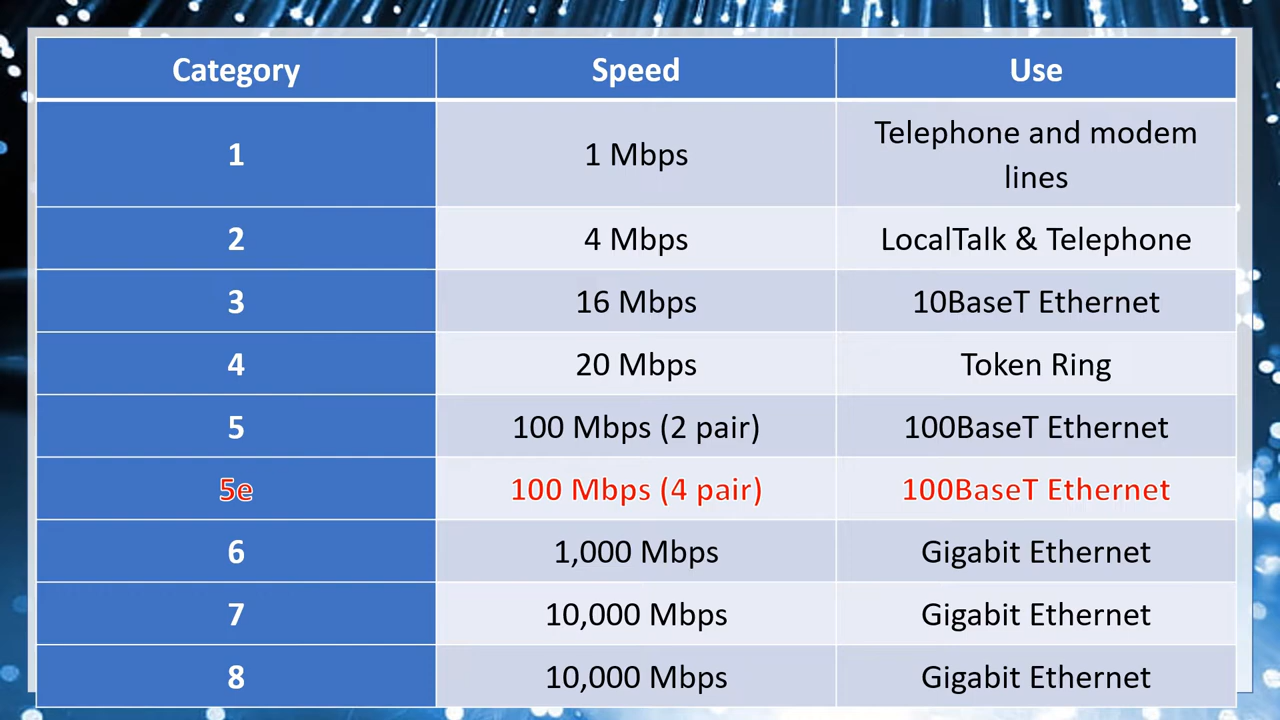 Category Speed Use
1 1 Mbps Telephone and modem
lines
2 4 Mbps LocalTalk & Telephone
3 16 Mbps 10BaseT Ethernet
4 20 Mbps Token Ring
5 100 Mbps (2 pair) 100BaseT Ethernet
5e 100 Mbps (4 pair) 100BaseT Ethernet
6 1,000 Mbps Gigabit Ethernet
7 10,000 Mbps Gigabit Ethernet
8 10,000 Mbps Gigabit Ethernet